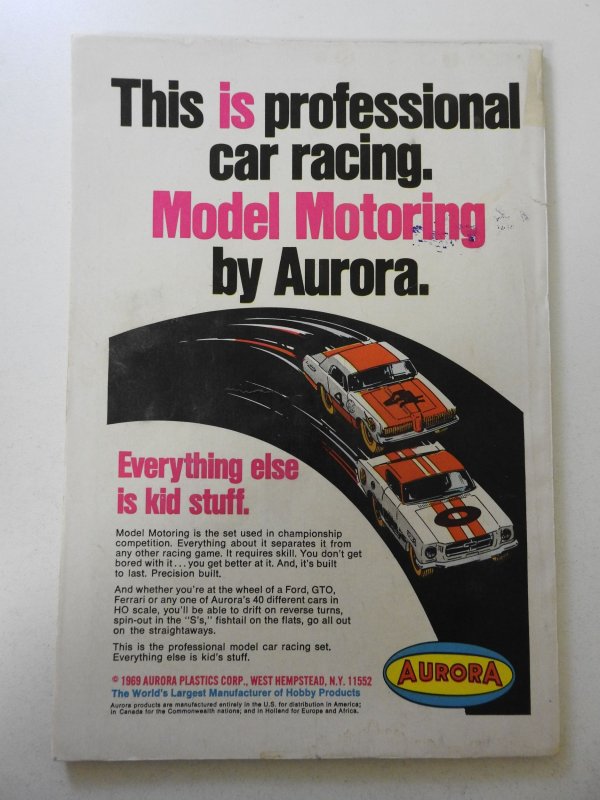 This is professional
car racing.
Model Motoring
by Aurora.
Everything else
is kid stuff.
Model Motoring is the set used in championship
competition. Everything about it separates it from
any other racing game. It requires skill. You don't get
bored with it...you get better at it. And, it's built
to last. Precision built.
And whether you're at the wheel of a Ford, GTO,
Ferrari or any one of Aurora's 40 different cars in
HO scale, you'll be able to drift on reverse turns,
spin-out in the "S's," fishtail on the flats, go all out
on the straightaways.
This is the professional model car racing set.
Everything else is kid's stuff.
© 1969 AURORA PLASTICS CORP., WEST HEMPSTEAD, N.Y. 11552
The World's Largest Manufacturer of Hobby Products
Aurora products are manufactured entirely in the U.S. for distribution in America;
in Canada for the Commonwealth nations; and in Holland for Europe and Africa.
AURORA